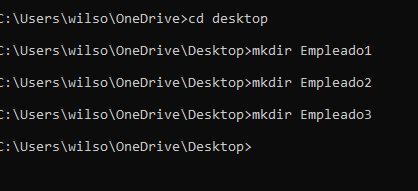 C:\Users\wilso\OneDrive>cd desktop
C:\Users\wilso\OneDrive\Desktop>mkdir Empleado1
C:\Users\wilso\OneDrive\Desktop>mkdir Empleado2
C:\Users\wilso\OneDrive\Desktop>mkdir Empleado3
C:\Users\wilso\OneDrive\Desktop>